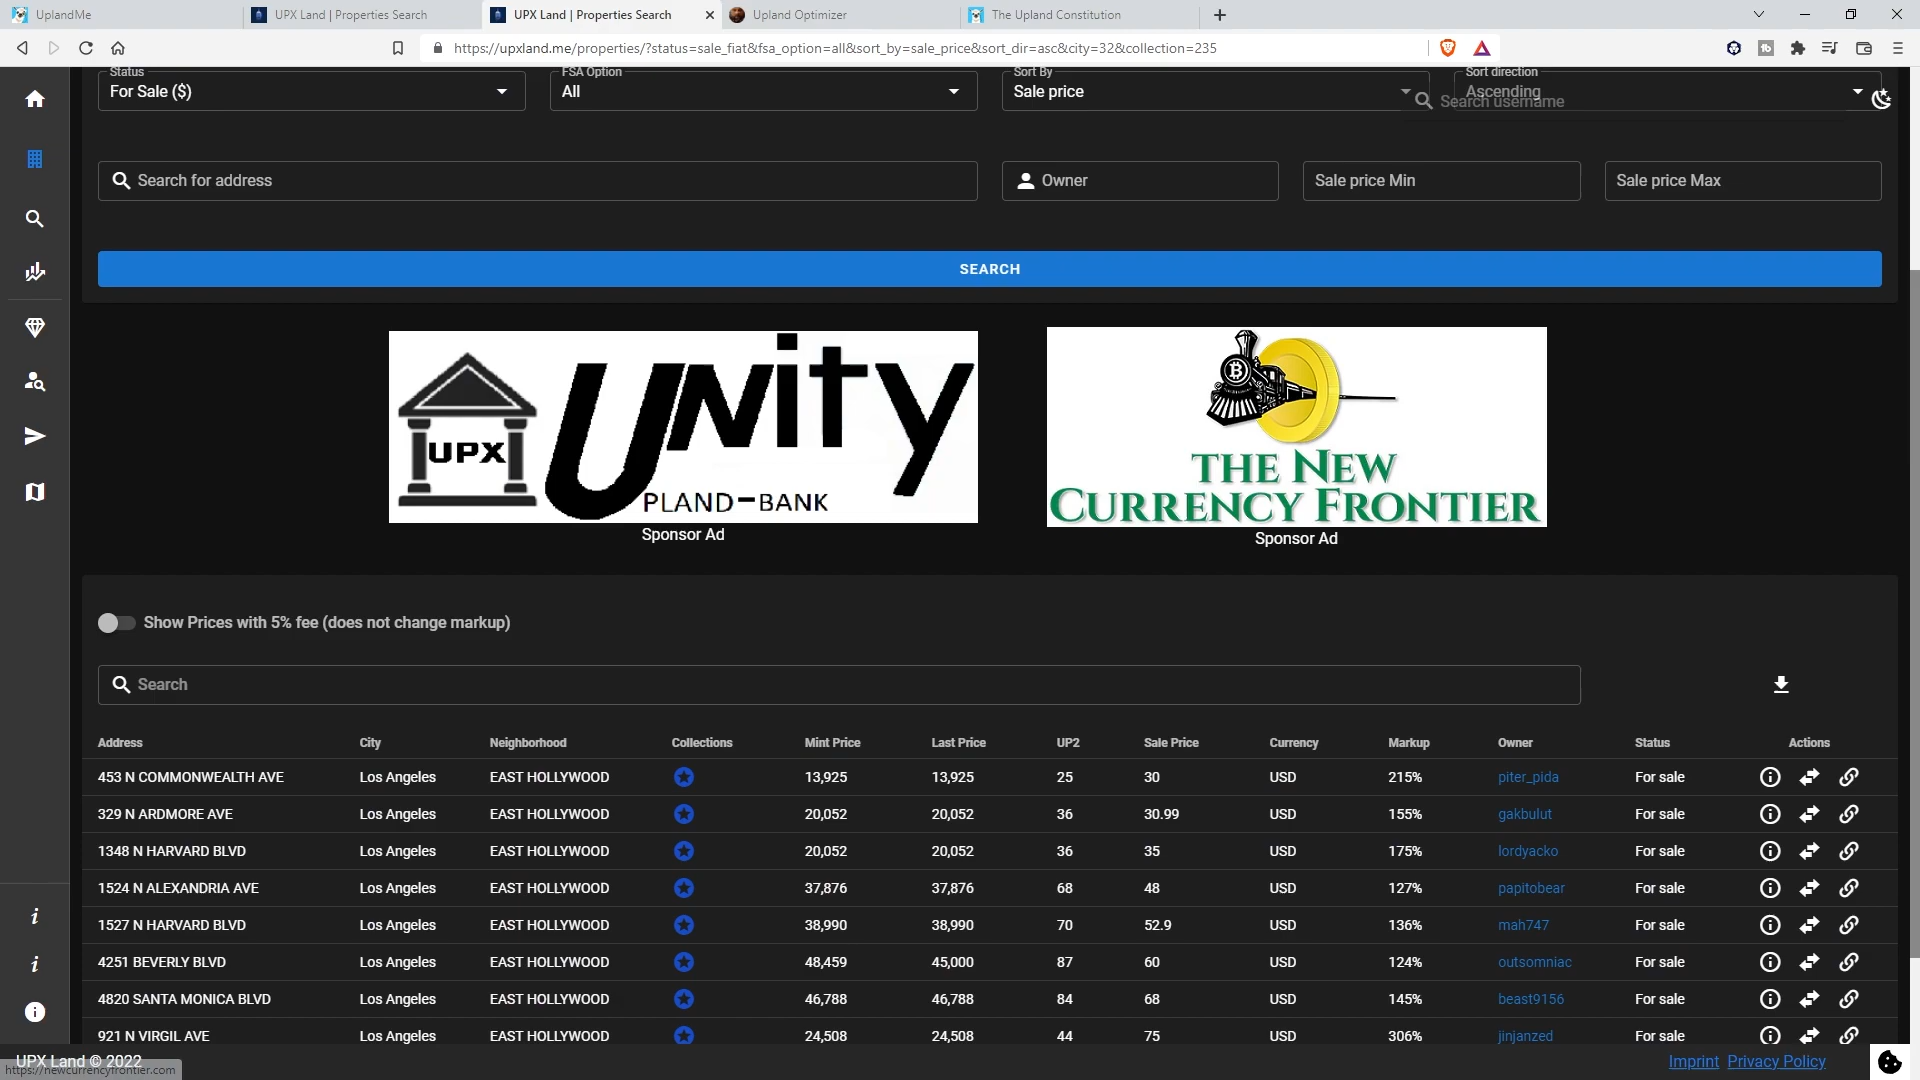 UplandMe
UPX Land | Properties Search
UPX Land | Properties Search
Upland Optimizer
The Upland Constitution
https://upxland.me/properties/?status=sale_fiat&fsa_option=all&sort_by=sale_price&sort_dir=asc&city=32&collection=235
Status
For Sale ($)
FSA Option
All
Sort By
Sale price
Sort direction
Ascending
Search username
Search for address
Owner
Sale price Min
Sale price Max
SEARCH
UPX
Unity
PLAND-BANK
Sponsor Ad
THE NEW
CURRENCY FRONTIER
Sponsor Ad
Show Prices with 5% fee (does not change markup)
Search
Address City Neighborhood Collections Mint Price Last Price UP2 Sale Price Currency Markup Owner Status Actions
453 N COMMONWEALTH AVE Los Angeles EAST HOLLYWOOD 13,925 13,925 25 30 USD 215% piter_pida For sale
329 N ARDMORE AVE Los Angeles EAST HOLLYWOOD 20,052 20,052 36 30.99 USD 155% gakbulut For sale
1348 N HARVARD BLVD Los Angeles EAST HOLLYWOOD 20,052 20,052 36 35 USD 175% lordyacko For sale
1524 N ALEXANDRIA AVE Los Angeles EAST HOLLYWOOD 37,876 37,876 68 48 USD 127% papitobear For sale
1527 N HARVARD BLVD Los Angeles EAST HOLLYWOOD 38,990 38,990 70 52.9 USD 136% mah747 For sale
4251 BEVERLY BLVD Los Angeles EAST HOLLYWOOD 48,459 45,000 87 60 USD 124% outsomniac For sale
4820 SANTA MONICA BLVD Los Angeles EAST HOLLYWOOD 46,788 46,788 84 68 USD 145% beast9156 For sale
921 N VIRGIL AVE Los Angeles EAST HOLLYWOOD 24,508 24,508 44 75 USD 306% jinjanzed For sale
UPX Land © 2022
Imprint Privacy Policy
https://newcurrencyfrontier.com